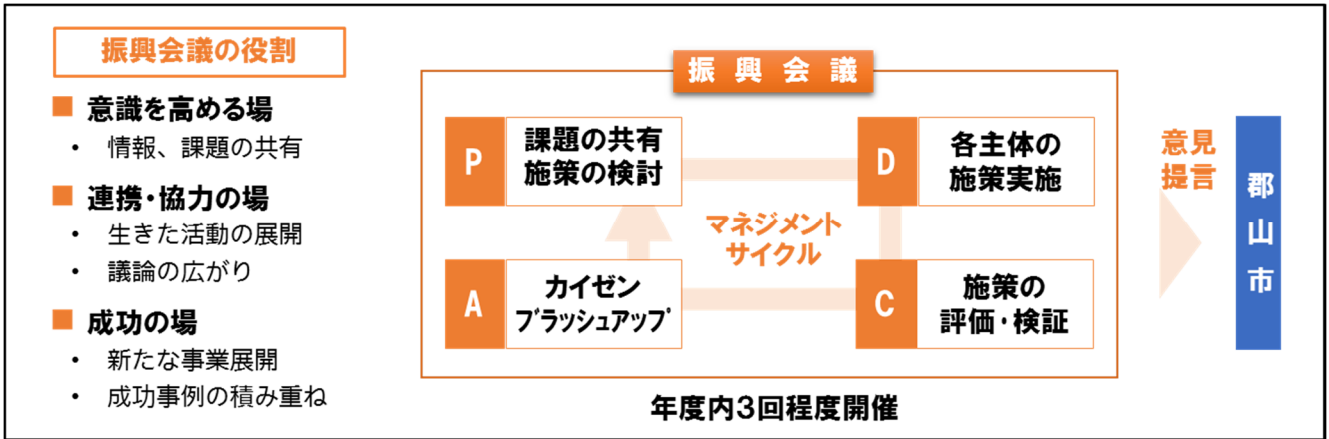 振興会議の役割
■ 意識を高める場
・ 情報、課題の共有
■ 連携・協力の場
・ 生きた活動の展開
・ 議論の広がり
■ 成功の場
・ 新たな事業展開
・ 成功事例の積み重ね
振興会議
P
課題の共有
施策の検討
D
各主体の
施策実施
マネジメント
サイクル
A
カイゼン
ﾌﾞﾗｯｼｭｱｯﾌﾟ
C
施策の
評価・検証
年度内3回程度開催
意見
提言
郡山市